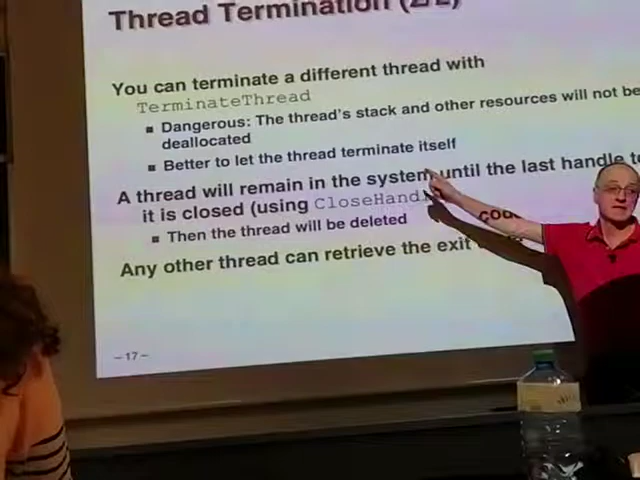 Thread Termination (2/2)
You can terminate a different thread with
TerminateThread
Dangerous: The thread's stack and other resources will not be
deallocated
Better to let the thread terminate itself
A thread will remain in the system until the last handle to
it is closed (using CloseHandl
Then the thread will be deleted
Any other thread can retrieve the exit code
–17–